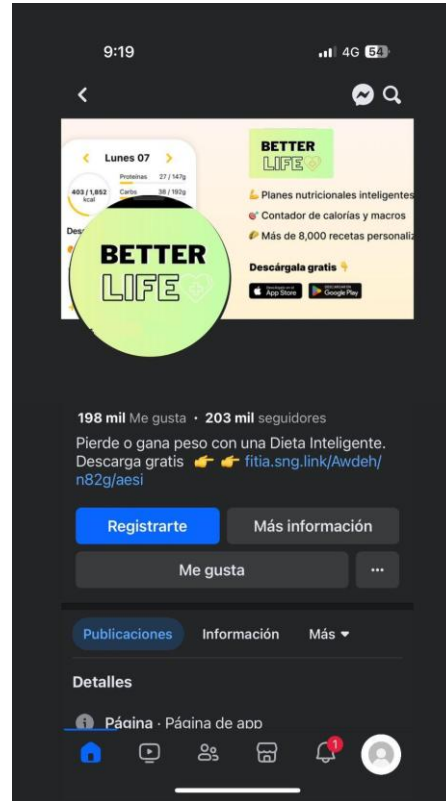 9:19
4G 54
Lunes 07
BETTER
LIFE
Proteínas 27 / 147g
403 / 1,852
kcal
Carbs 38 / 192g
💪 Planes nutricionales inteligentes
🎯 Contador de calorías y macros
🌮 Más de 8,000 recetas personaliz
Des
BETTER
LIFE
Descárgala gratis 👇
App Store
Google Play
198 mil Me gusta · 203 mil seguidores
Pierde o gana peso con una Dieta Inteligente.
Descarga gratis 👉 👉 fitia.sng.link/Awdeh/
n82g/aesi
Registrarte
Más información
Me gusta
...
Publicaciones
Información
Más
Detalles
Página · Página de app
1